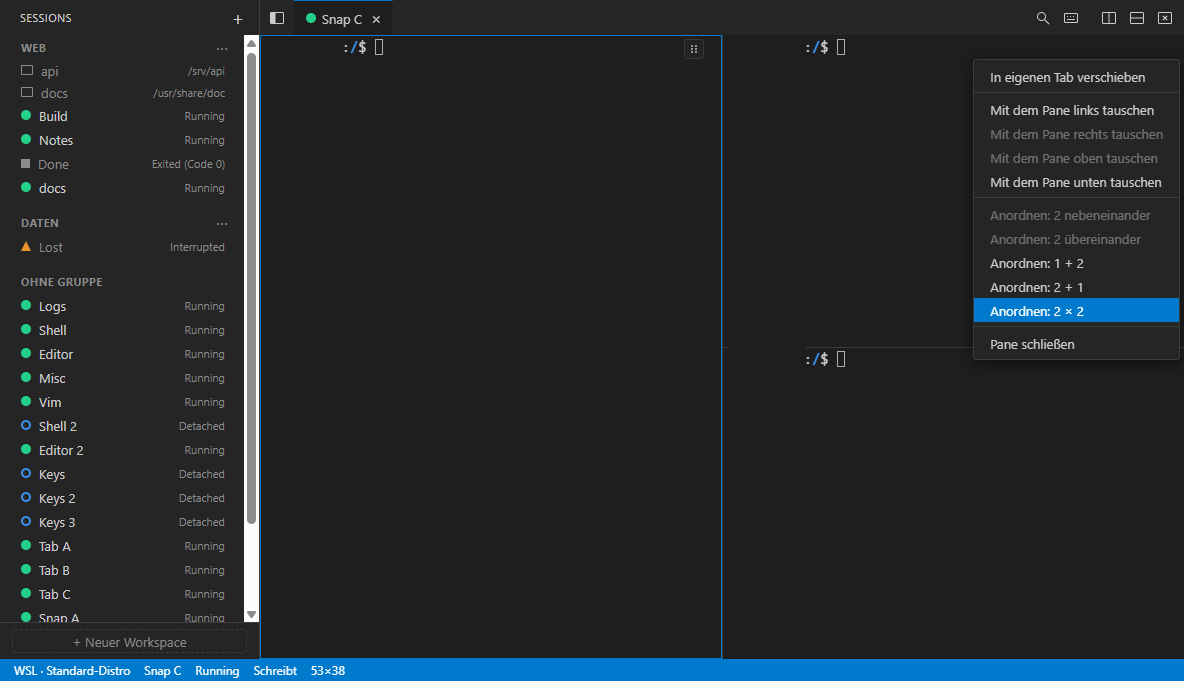 SESSIONS +
WEB ...
api /srv/api
docs /usr/share/doc
Build Running
Notes Running
Done Exited (Code 0)
docs Running
DATEN ...
Lost Interrupted
OHNE GRUPPE
Logs Running
Shell Running
Editor Running
Misc Running
Vim Running
Shell 2 Detached
Editor 2 Running
Keys Detached
Keys 2 Detached
Keys 3 Detached
Tab A Running
Tab B Running
Tab C Running
Snap A Running
+ Neuer Workspace
Snap C ×
:/$
:/$
:/$
In eigenen Tab verschieben
Mit dem Pane links tauschen
Mit dem Pane rechts tauschen
Mit dem Pane oben tauschen
Mit dem Pane unten tauschen
Anordnen: 2 nebeneinander
Anordnen: 2 übereinander
Anordnen: 1 + 2
Anordnen: 2 + 1
Anordnen: 2 × 2
Pane schließen
WSL · Standard-Distro Snap C Running Schreibt 53×38